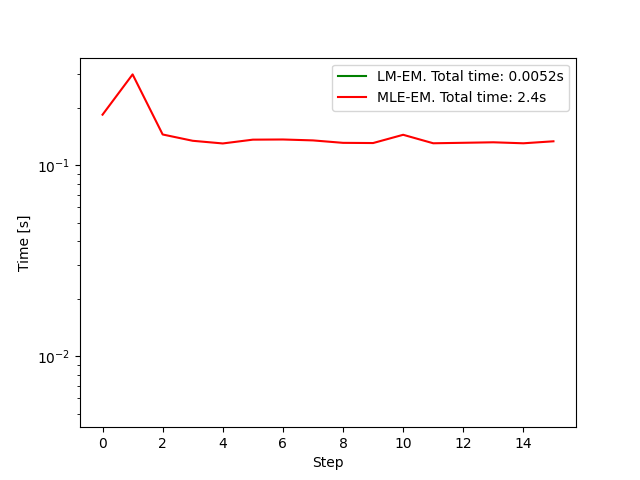 LM-EM. Total time: 0.0052s
MLE-EM. Total time: 2.4s
10⁻¹
10⁻²
Time [s]
0 2 4 6 8 10 12 14
Step